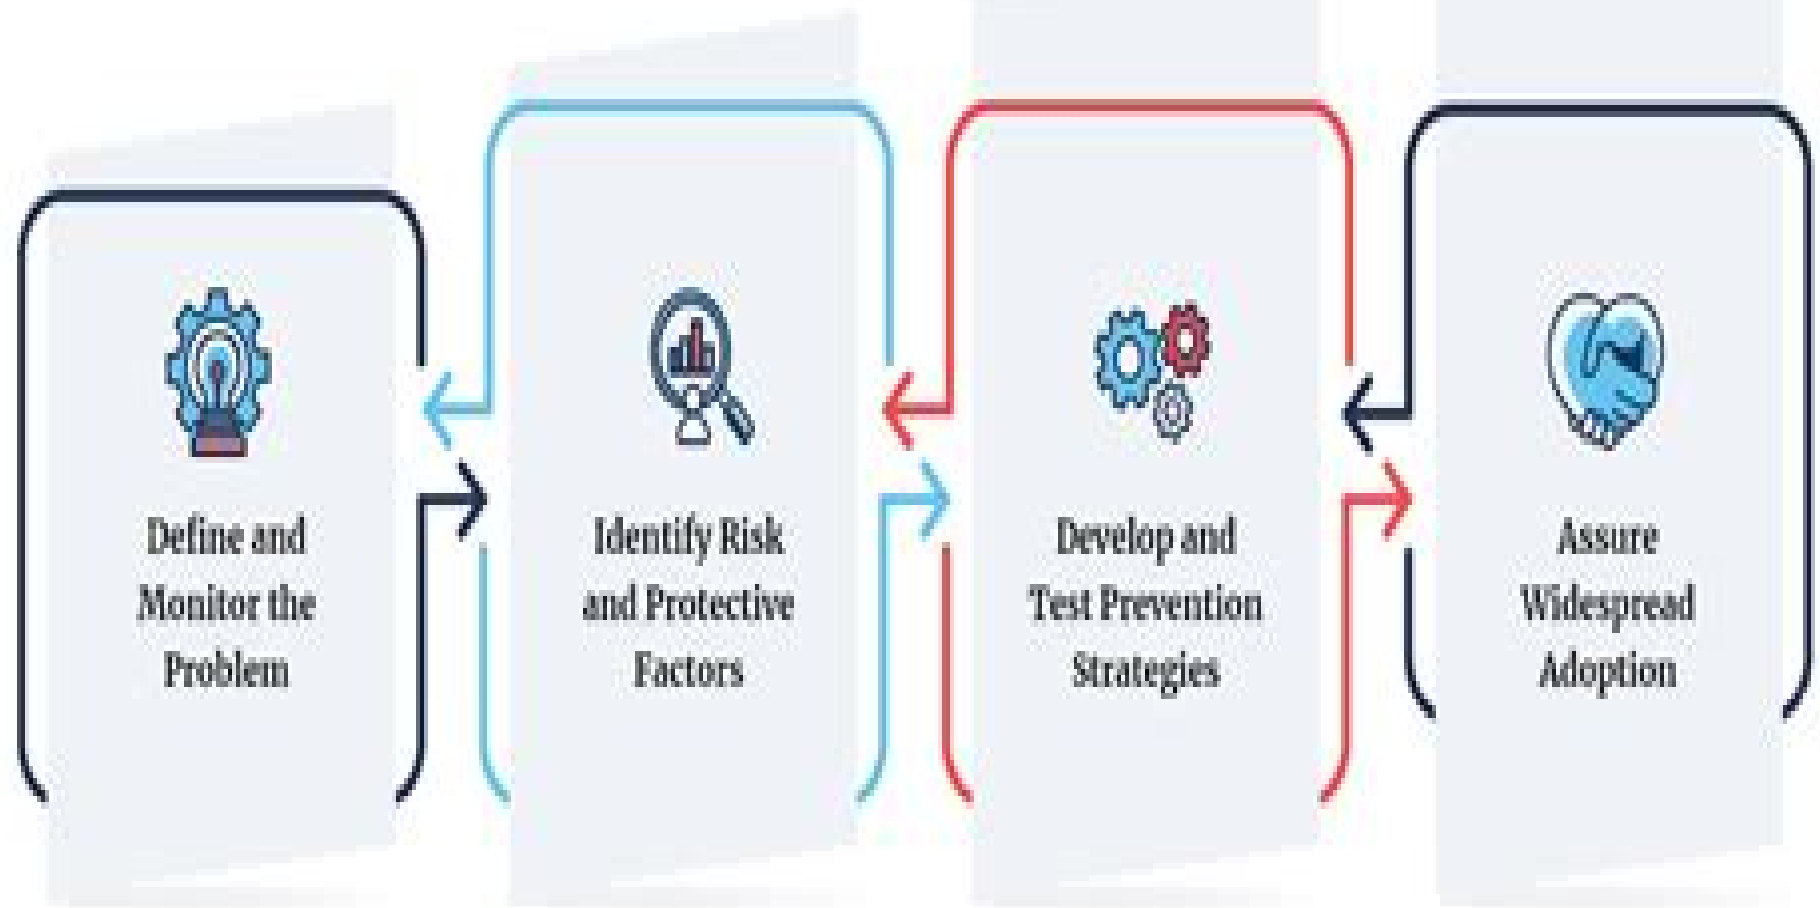 Define and
Monitor the
Problem
Identify Risk
and Protective
Factors
Develop and
Test Prevention
Strategies
Assure
Widespread
Adoption